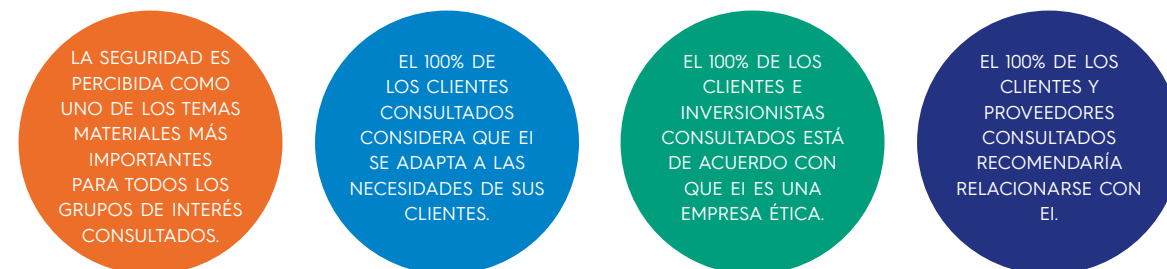 LA SEGURIDAD ES
PERCIBIDA COMO
UNO DE LOS TEMAS
MATERIALES MÁS
IMPORTANTES
PARA TODOS LOS
GRUPOS DE INTERÉS
CONSULTADOS.
EL 100% DE
LOS CLIENTES
CONSULTADOS
CONSIDERA QUE EI
SE ADAPTA A LAS
NECESIDADES DE SUS
CLIENTES.
EL 100% DE LOS
CLIENTES E
INVERSIONISTAS
CONSULTADOS ESTÁ
DE ACUERDO CON
QUE EI ES UNA
EMPRESA ÉTICA.
EL 100% DE LOS
CLIENTES Y
PROVEEDORES
CONSULTADOS
RECOMENDARÍA
RELACIONARSE CON
EI.